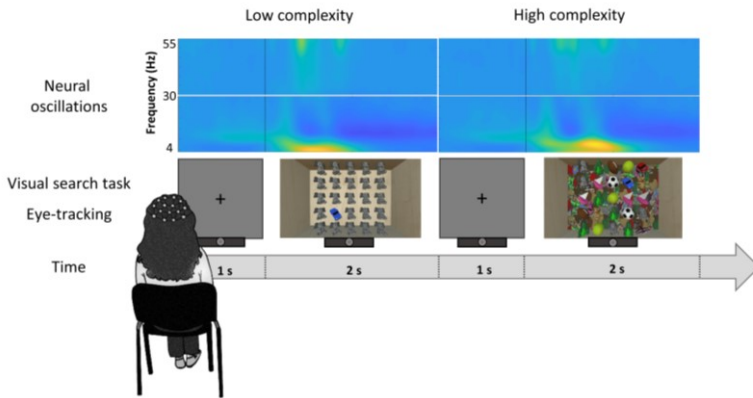 Low complexity
High complexity
Neural
oscillations
Frequency (Hz)
55
30
4
Visual search task
Eye-tracking
Time
1 s
2 s
1 s
2 s